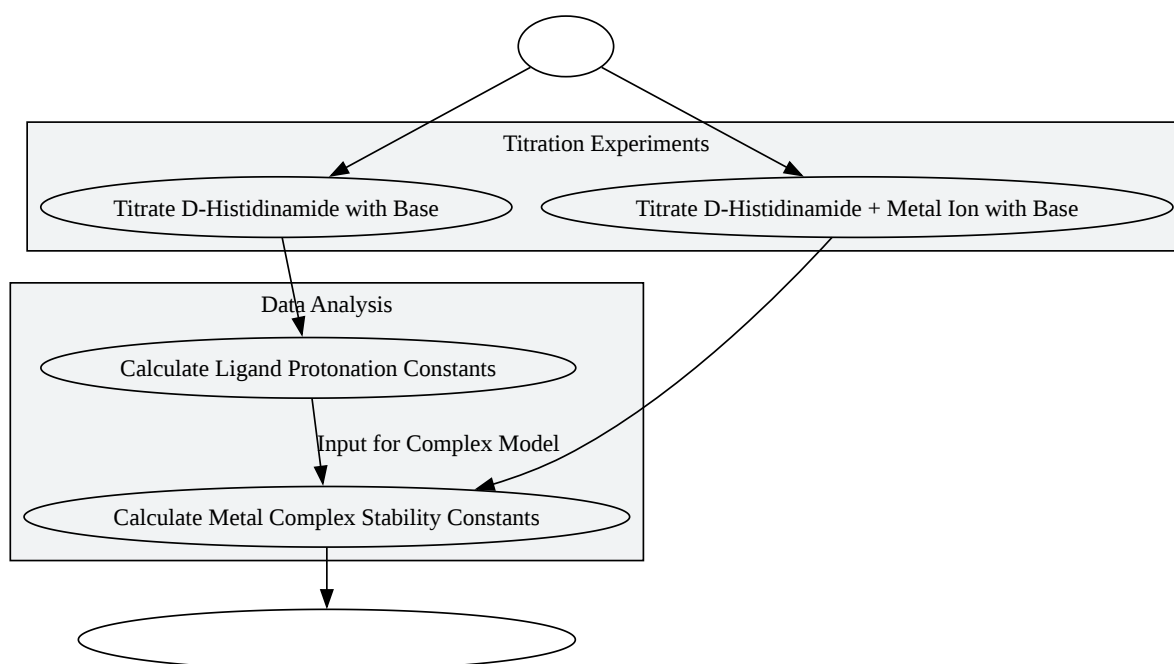 Titration Experiments
Titrate D-Histidinamide with Base
Titrate D-Histidinamide + Metal Ion with Base
Data Analysis
Calculate Ligand Protonation Constants
Input for Complex Model
Calculate Metal Complex Stability Constants